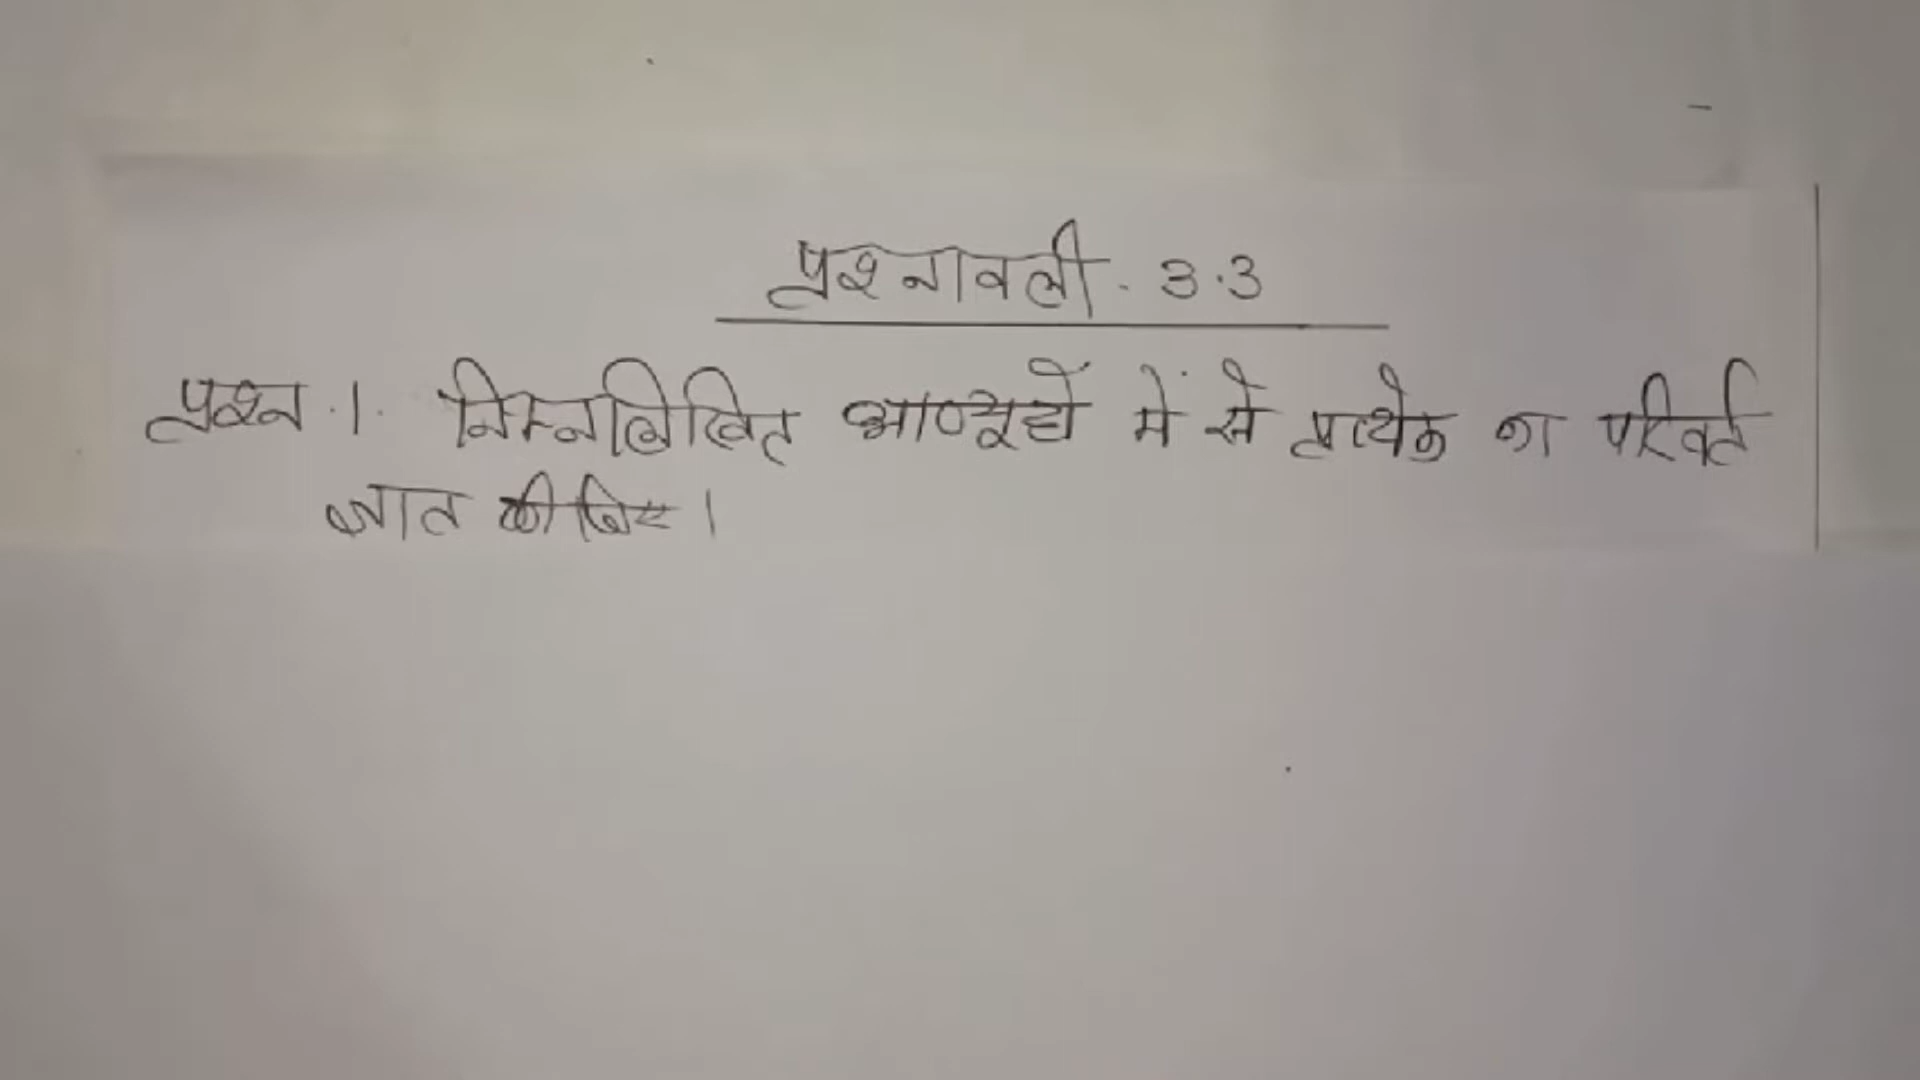 प्रश्नावली. 3.3
प्रश्न.1. निम्नलिखित आव्यूहों में से प्रत्येक का परिवर्त
ज्ञात कीजिए।